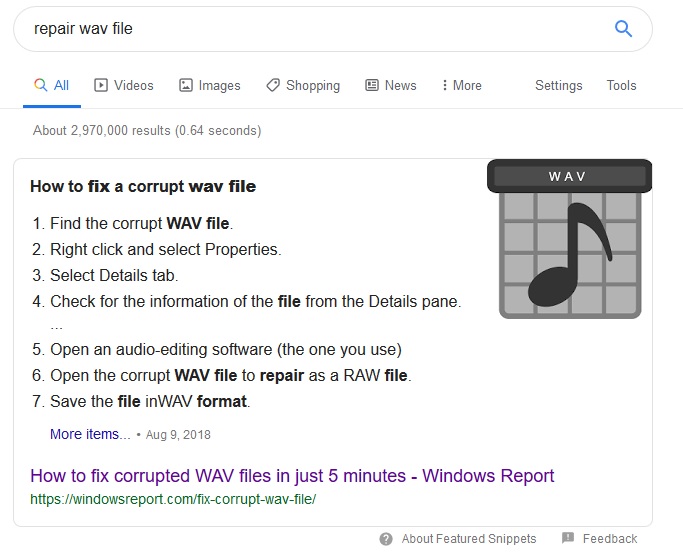 repair wav file
All Videos Images Shopping News More Settings Tools
About 2,970,000 results (0.64 seconds)
WAV
How to fix a corrupt wav file
1. Find the corrupt WAV file.
2. Right click and select Properties.
3. Select Details tab.
4. Check for the information of the file from the Details pane.
...
5. Open an audio-editing software (the one you use)
6. Open the corrupt WAV file to repair as a RAW file.
7. Save the file inWAV format.
More items... • Aug 9, 2018
How to fix corrupted WAV files in just 5 minutes - Windows Report
https://windowsreport.com/fix-corrupt-wav-file/
About Featured Snippets Feedback